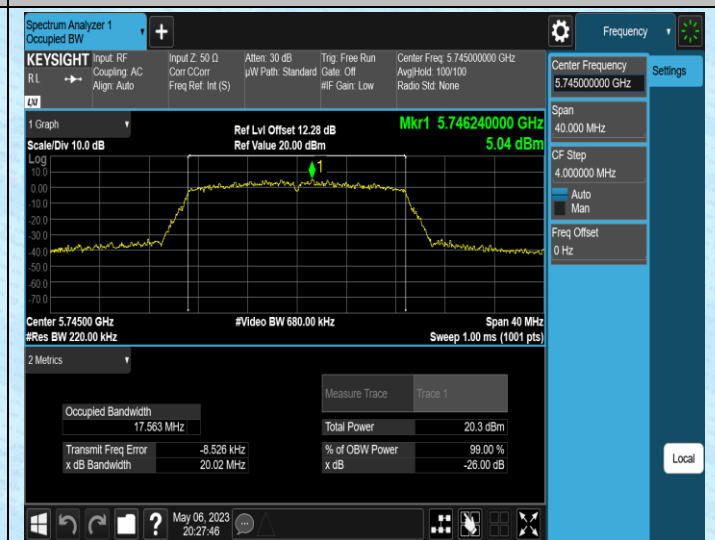 Spectrum Analyzer 1
Occupied BW
Frequency
KEYSIGHT
Input: RF
Coupling: AC
Align: Auto
Input Z: 50 Ω
Corr CCorr
Freq Ref: Int (S)
Atten: 30 dB
µW Path: Standard
Trig: Free Run
Gate: Off
#IF Gain: Low
Center Freq: 5.745000000 GHz
Avg|Hold: 100/100
Radio Std: None
R L
LXI
Center Frequency
5.745000000 GHz
Settings
Span
40.000 MHz
CF Step
4.000000 MHz
Auto
Man
Freq Offset
0 Hz
Local
1 Graph
Scale/Div 10.0 dB
Ref Lvl Offset 12.28 dB
Ref Value 20.00 dBm
Mkr1 5.746240000 GHz
5.04 dBm
Log
10.0
0.00
-10.0
-20.0
-30.0
-40.0
-50.0
-60.0
-70.0
1
Center 5.74500 GHz
#Video BW 680.00 kHz
Span 40 MHz
#Res BW 220.00 kHz
Sweep 1.00 ms (1001 pts)
2 Metrics
Measure Trace
Trace 1
Occupied Bandwidth
17.563 MHz
Total Power
20.3 dBm
Transmit Freq Error
-8.526 kHz
% of OBW Power
99.00 %
x dB Bandwidth
20.02 MHz
x dB
-26.00 dB
?
May 06, 2023
20:27:46